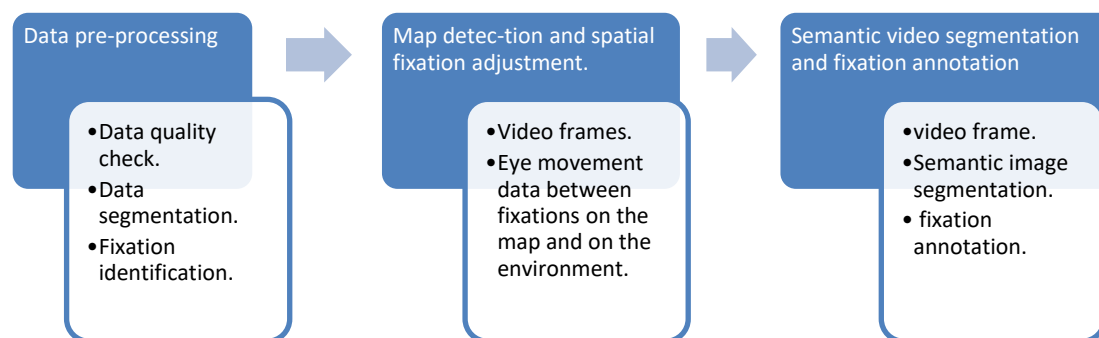 Data pre-processing
•Data quality
check.
•Data
segmentation.
•Fixation
identification.
Map detec-tion and spatial
fixation adjustment.
•Video frames.
•Eye movement
data between
fixations on the
map and on the
environment.
Semantic video segmentation
and fixation annotation
•video frame.
•Semantic image
segmentation.
• fixation
annotation.